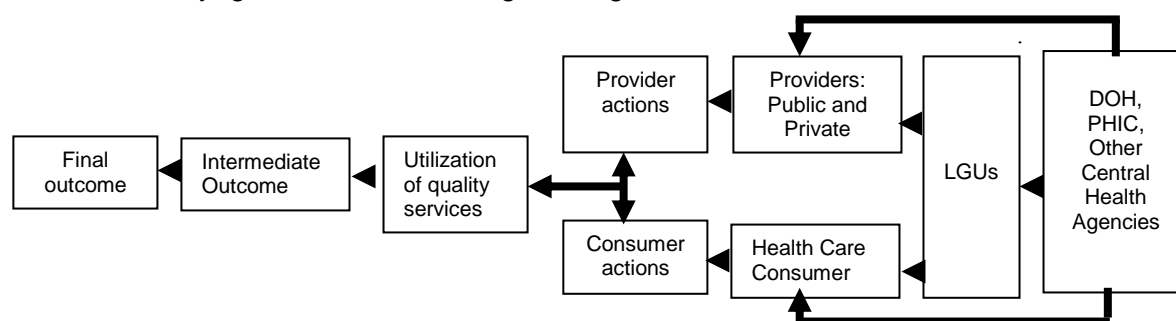 Final
outcome
Intermediate
Outcome
Utilization
of quality
services
Provider
actions
Consumer
actions
Providers:
Public and
Private
Health Care
Consumer
LGUs
DOH,
PHIC,
Other
Central
Health
Agencies